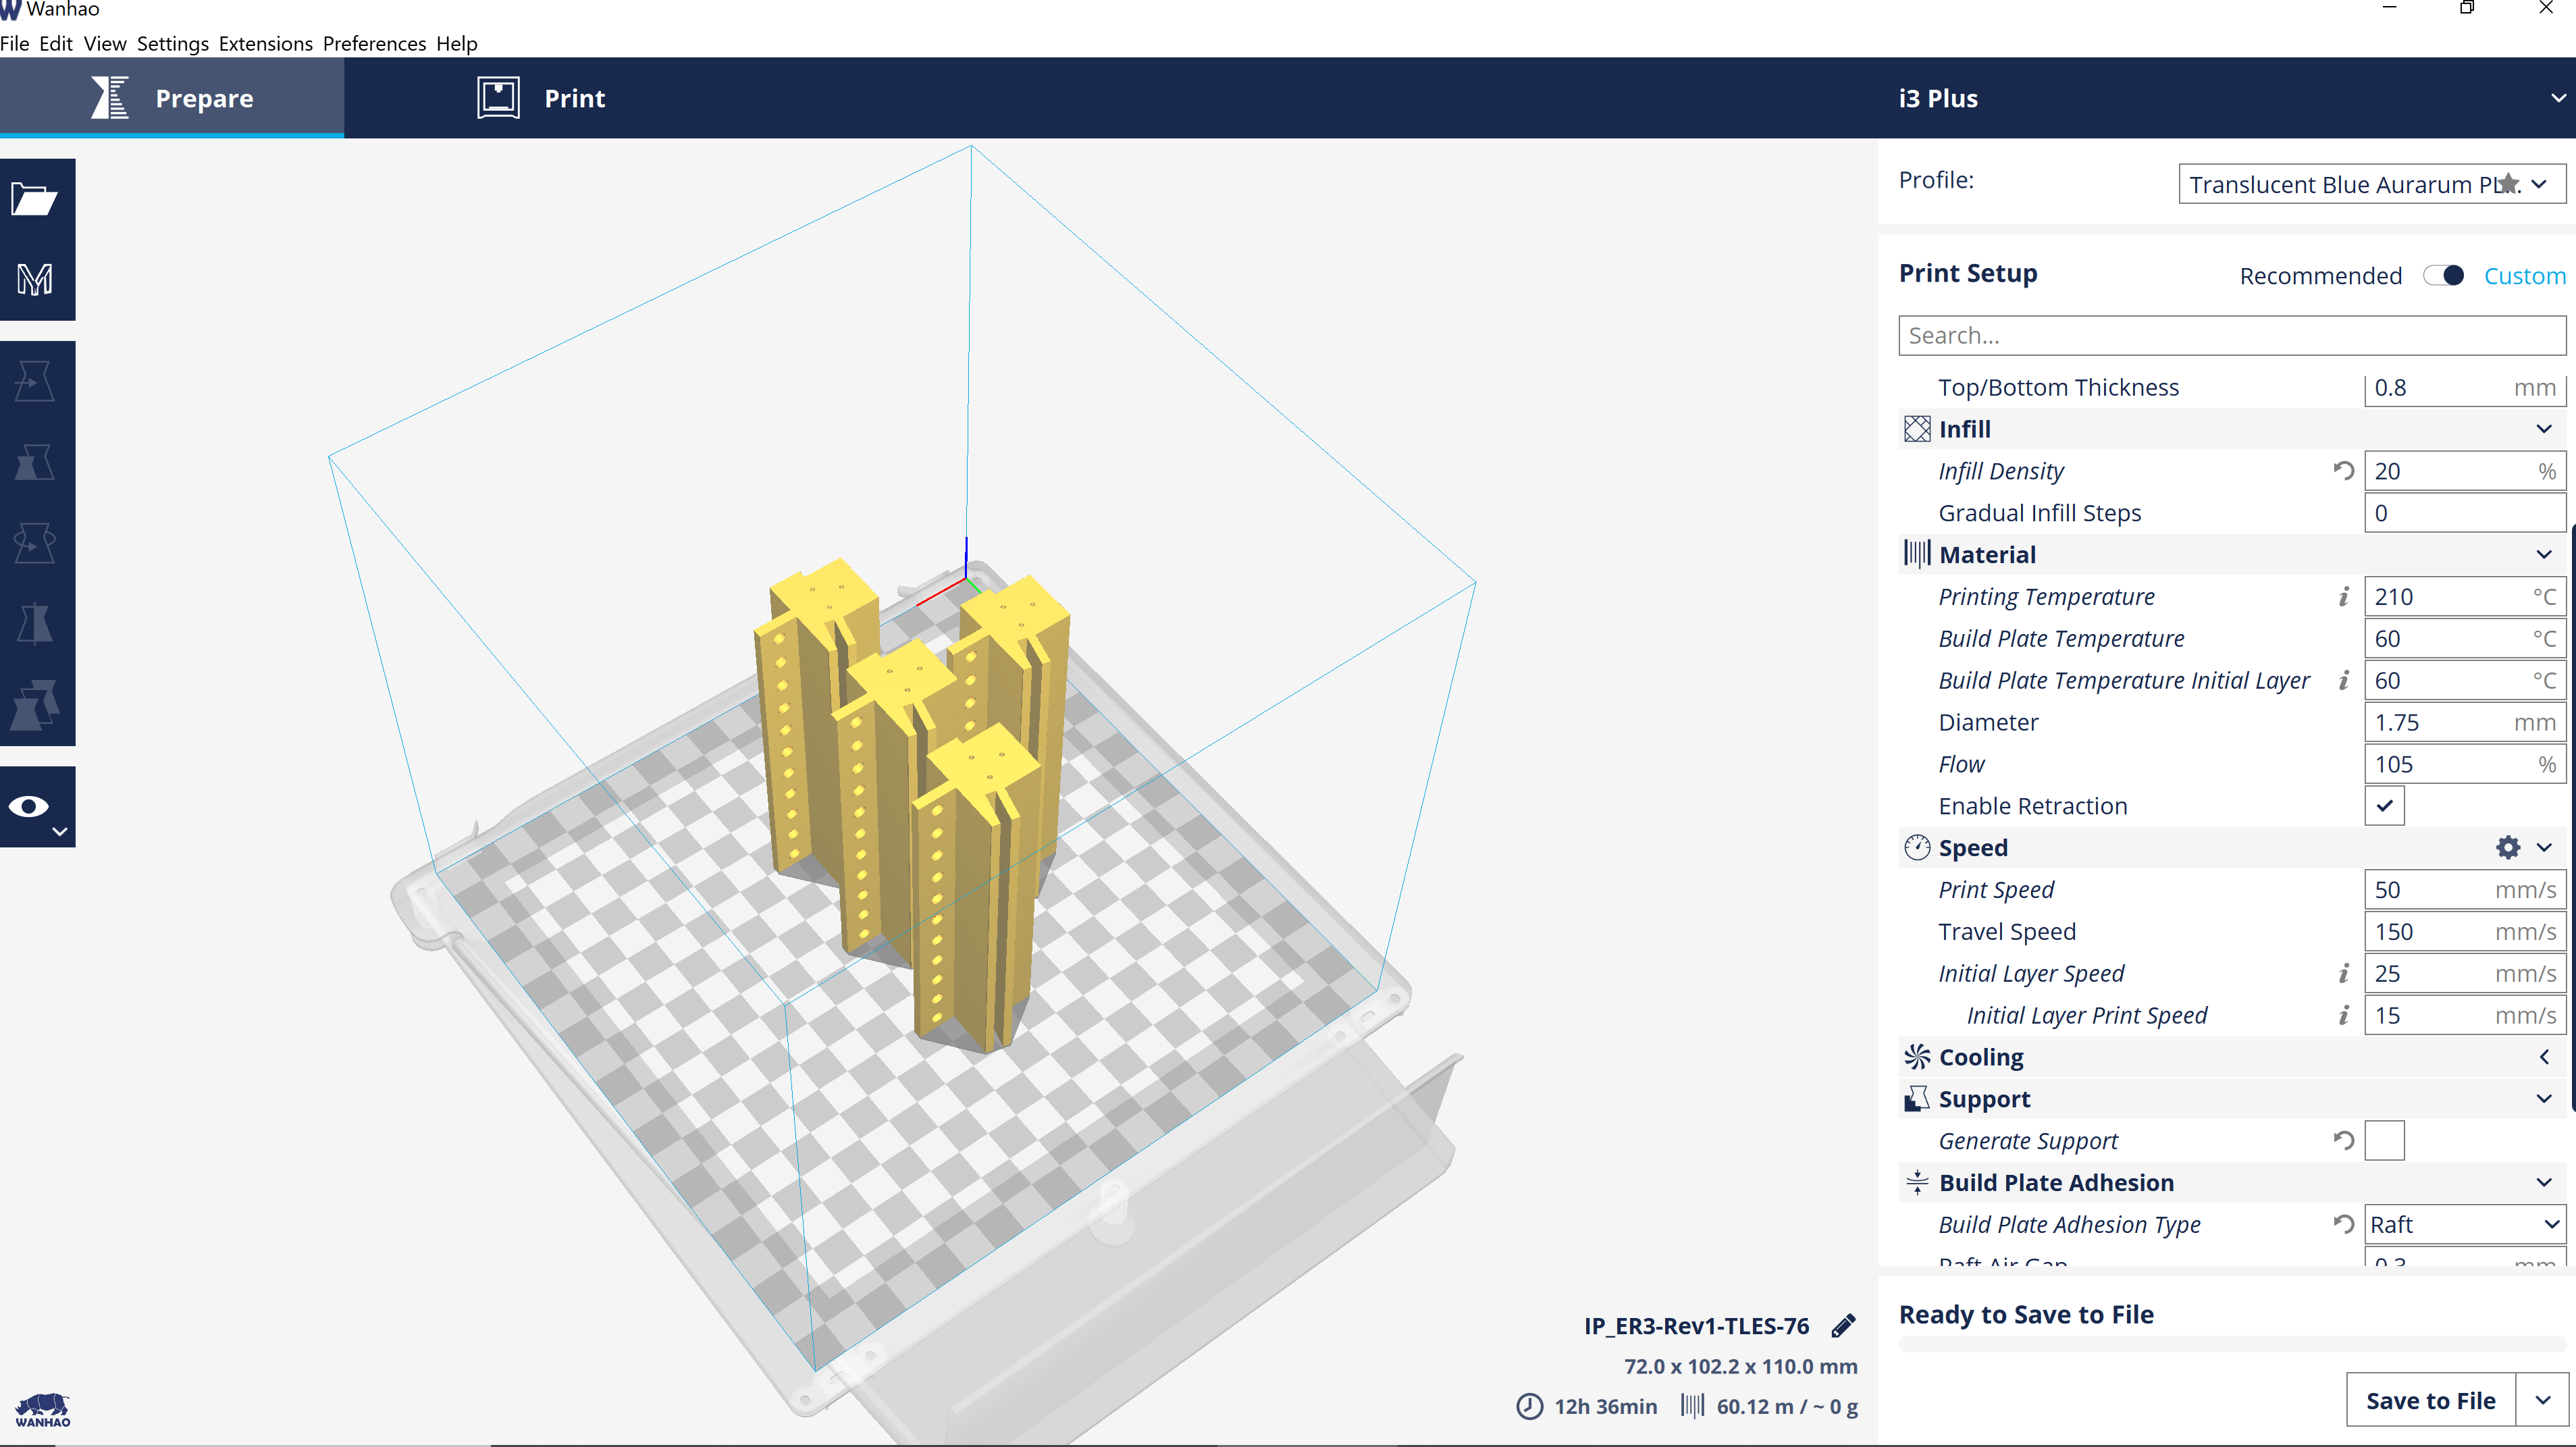 Wanhao
File Edit View Settings Extensions Preferences Help
Prepare
Print
i3 Plus
Profile:
Translucent Blue Aurarum PL...
Print Setup
Recommended
Custom
Search...
Top/Bottom Thickness 0.8 mm
Infill
Infill Density 20 %
Gradual Infill Steps 0
Material
Printing Temperature 210 °C
Build Plate Temperature 60 °C
Build Plate Temperature Initial Layer 60 °C
Diameter 1.75 mm
Flow 105 %
Enable Retraction
Speed
Print Speed 50 mm/s
Travel Speed 150 mm/s
Initial Layer Speed 25 mm/s
Initial Layer Print Speed 15 mm/s
Cooling
Support
Generate Support
Build Plate Adhesion
Build Plate Adhesion Type Raft
Raft Air Gap 0.3 mm
Ready to Save to File
Save to File
IP_ER3-Rev1-TLES-76
72.0 x 102.2 x 110.0 mm
12h 36min 60.12 m / ~ 0 g
WANHAO